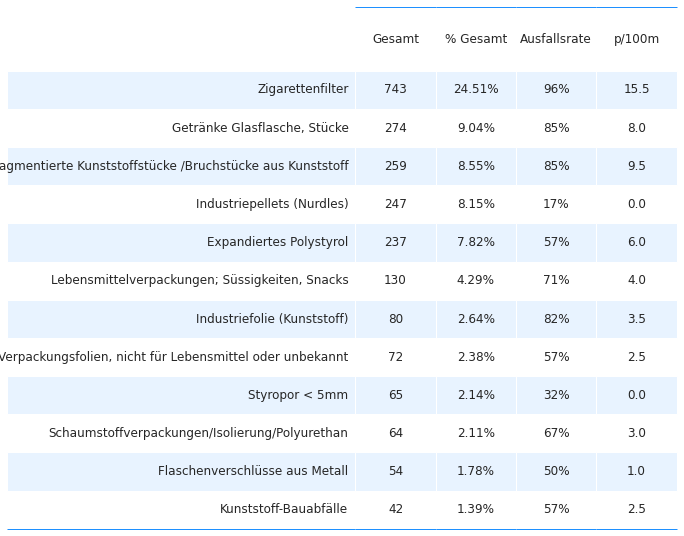 Gesamt % Gesamt Ausfallsrate p/100m
Zigarettenfilter 743 24.51% 96% 15.5
Getränke Glasflasche, Stücke 274 9.04% 85% 8.0
agmentierte Kunststoffstücke /Bruchstücke aus Kunststoff 259 8.55% 85% 9.5
Industriepellets (Nurdles) 247 8.15% 17% 0.0
Expandiertes Polystyrol 237 7.82% 57% 6.0
Lebensmittelverpackungen; Süssigkeiten, Snacks 130 4.29% 71% 4.0
Industriefolie (Kunststoff) 80 2.64% 82% 3.5
Verpackungsfolien, nicht für Lebensmittel oder unbekannt 72 2.38% 57% 2.5
Styropor < 5mm 65 2.14% 32% 0.0
Schaumstoffverpackungen/Isolierung/Polyurethan 64 2.11% 67% 3.0
Flaschenverschlüsse aus Metall 54 1.78% 50% 1.0
Kunststoff-Bauabfälle 42 1.39% 57% 2.5